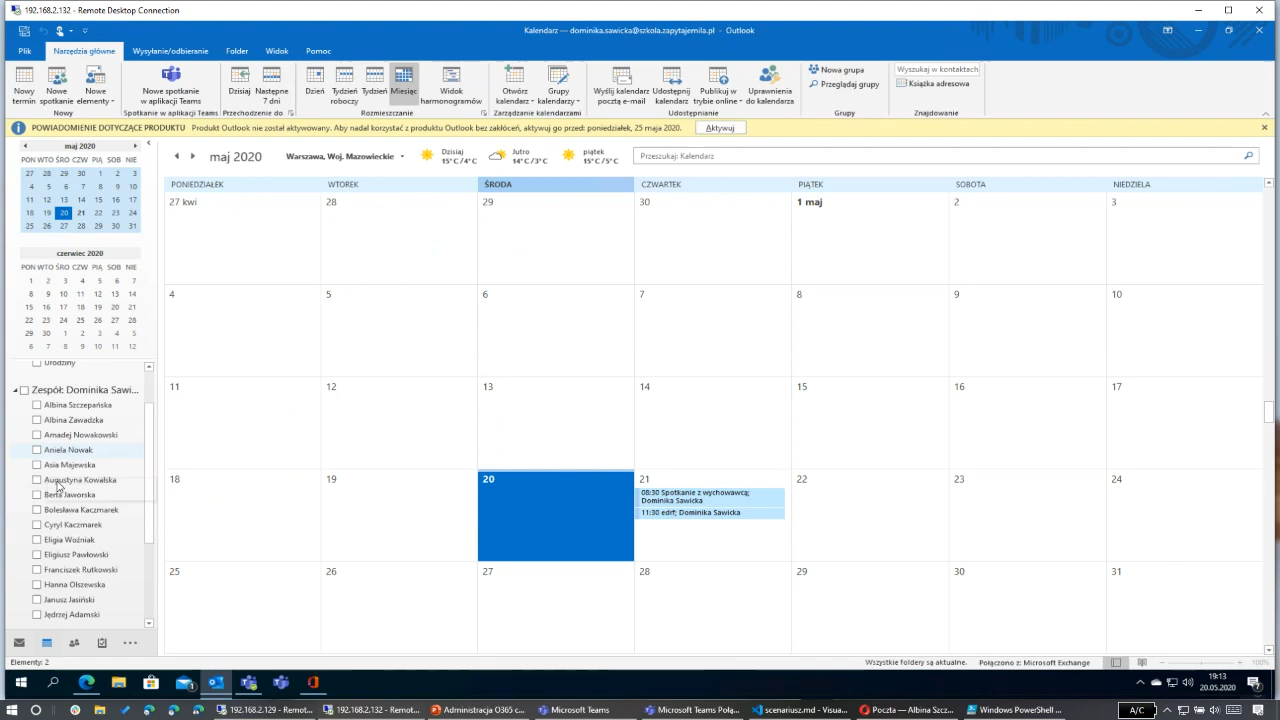 192.168.2.132 - Remote Desktop Connection
Kalendarz — dominika.sawicka@szkola.zapytajemila.pl - Outlook
Plik Narzędzia główne Wysyłanie/odbieranie Folder Widok Pomoc
Nowy termin
Nowe spotkanie
Nowe elementy
Nowy
Nowe spotkanie w aplikacji Teams
Spotkanie w aplikacji Teams
Dzisiaj
Następne 7 dni
Przechodzenie do
Dzień
Tydzień roboczy
Tydzień
Miesiąc
Widok harmonogramów
Rozmieszczanie
Otwórz kalendarz
Grupy kalendarzy
Zarządzanie kalendarzami
Wyślij kalendarz pocztą e-mail
Udostępnij kalendarz
Publikuj w trybie online
Uprawnienia do kalendarza
Udostępnianie
Nowa grupa
Przeglądaj grupy
Grupy
Wyszukaj w kontaktach
Książka adresowa
Znajdowanie
POWIADOMIENIE DOTYCZĄCE PRODUKTU Produkt Outlook nie został aktywowany. Aby nadal korzystać z produktu Outlook bez zakłóceń, aktywuj go przed: poniedziałek, 25 maja 2020. Aktywuj
maj 2020
PON WTO ŚRO CZW PIĄ SOB NIE
27 28 29 30 1 2 3
4 5 6 7 8 9 10
11 12 13 14 15 16 17
18 19 20 21 22 23 24
25 26 27 28 29 30 31
czerwiec 2020
PON WTO ŚRO CZW PIĄ SOB NIE
1 2 3 4 5 6 7
8 9 10 11 12 13 14
15 16 17 18 19 20 21
22 23 24 25 26 27 28
29 30 1 2 3 4 5
6 7 8 9 10 11 12
Urodziny
Zespół: Dominika Sawi...
Albina Szczepańska
Albina Zawadzka
Amadej Nowakowski
Aniela Nowak
Asia Majewska
Augustyna Kowalska
Berta Jaworska
Bolesława Kaczmarek
Cyryl Kaczmarek
Eligia Woźniak
Eligiusz Pawłowski
Franciszek Rutkowski
Hanna Olszewska
Janusz Jasiński
Jędrzej Adamski
maj 2020
Warszawa, Woj. Mazowieckie
Dzisiaj
15°C/4°C
Jutro
14°C/3°C
piątek
15°C/5°C
Przeszukaj: Kalendarz
PONIEDZIAŁEK WTOREK ŚRODA CZWARTEK PIĄTEK SOBOTA NIEDZIELA
27 kwi 28 29 30 1 maj 2 3
4 5 6 7 8 9 10
11 12 13 14 15 16 17
18 19 20 21 22 23 24
08:30 Spotkanie z wychowawcą;
Dominika Sawicka
11:30 edrf; Dominika Sawicka
25 26 27 28 29 30 31
Elementy: 2
Wszystkie foldery są aktualne. Połączono z: Microsoft Exchange 100%
19:13
20.05.2020
1
192.168.2.129 - Remot...
192.168.2.132 - Remot...
Administracja O365 c...
Microsoft Teams
Microsoft Teams Poła...
scenariusz.md - Visua...
Poczta — Albina Szc...
Windows PowerShell ...
A/C
7